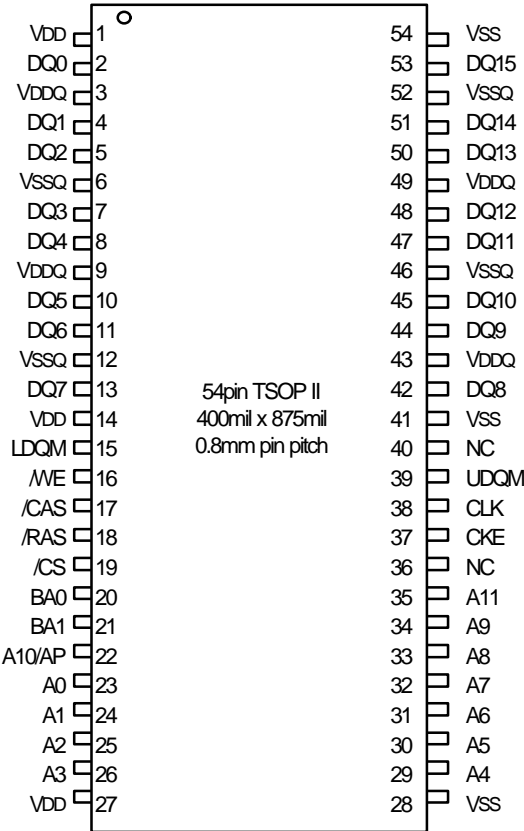 VDD 1 54 VSS
DQ0 2 53 DQ15
VDDQ 3 52 VSSQ
DQ1 4 51 DQ14
DQ2 5 50 DQ13
VSSQ 6 49 VDDQ
DQ3 7 48 DQ12
DQ4 8 47 DQ11
VDDQ 9 46 VSSQ
DQ5 10 45 DQ10
DQ6 11 44 DQ9
VSSQ 12 43 VDDQ
DQ7 13 54pin TSOP II 42 DQ8
VDD 14 400mil x 875mil 41 VSS
LDQM 15 0.8mm pin pitch 40 NC
/WE 16 39 UDQM
/CAS 17 38 CLK
/RAS 18 37 CKE
/CS 19 36 NC
BA0 20 35 A11
BA1 21 34 A9
A10/AP 22 33 A8
A0 23 32 A7
A1 24 31 A6
A2 25 30 A5
A3 26 29 A4
VDD 27 28 VSS